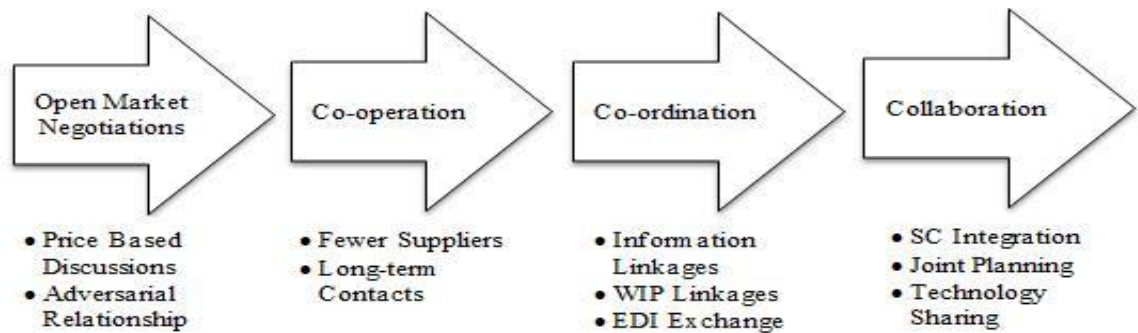 Open Market
Negotiations
Co-operation
Co-ordination
Collaboration
• Price Based
Discussions
• Adversarial
Relationship
• Fewer Suppliers
• Long-term
Contacts
• Information
Linkages
• WIP Linkages
• EDI Exchange
• SC Integration
• Joint Planning
• Technology
Sharing